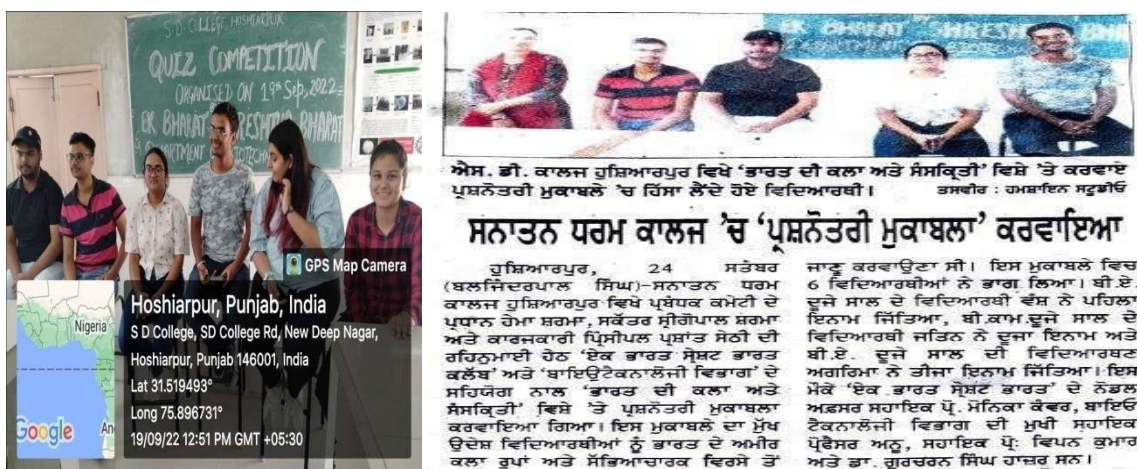 S. D. COLLEGE HOSHIARPUR
QUIZ COMPETITION
ORGANISED ON 19th Sep, 2022
EK BHARAT SHRESHTHA BHARAT
DEPARTMENT
GPS Map Camera
Nigeria
Google
Hoshiarpur, Punjab, India
S D College, SD College Rd, New Deep Nagar,
Hoshiarpur, Punjab 146001, India
Lat 31.519493°
Long 75.896731°
19/09/22 12:51 PM GMT +05:30
EK BHARAT SHRESH BH
ਐਸ. ਡੀ. ਕਾਲਜ ਹੁਸ਼ਿਆਰਪੁਰ ਵਿਖੇ 'ਭਾਰਤ ਦੀ ਕਲਾ ਅਤੇ ਸੰਸਕ੍ਰਿਤੀ' ਵਿਸ਼ੇ 'ਤੇ ਕਰਵਾਏ
ਪ੍ਰਸ਼ਨੋਤਰੀ ਮੁਕਾਬਲੇ 'ਚ ਹਿੱਸਾ ਲੈਂਦੇ ਹੋਏ ਵਿਦਿਆਰਥੀ। ਤਸਵੀਰ : ਹਮਸ਼ਾਇਨ ਸਟੂਡੀਓ
ਸਨਾਤਨ ਧਰਮ ਕਾਲਜ 'ਚ 'ਪ੍ਰਸ਼ਨੋਤਰੀ ਮੁਕਾਬਲਾ' ਕਰਵਾਇਆ
ਹੁਸ਼ਿਆਰਪੁਰ, 24 ਸਤੰਬਰ
(ਬਲਜਿੰਦਰਪਾਲ ਸਿੰਘ)-ਸਨਾਤਨ ਧਰਮ
ਕਾਲਜ ਹੁਸ਼ਿਆਰਪੁਰ ਵਿਖੇ ਪ੍ਰਬੰਧਕ ਕਮੇਟੀ ਦੇ
ਪ੍ਰਧਾਨ ਹੇਮਾ ਸ਼ਰਮਾ, ਸਕੱਤਰ ਸ੍ਰੀਗੋਪਾਲ ਸ਼ਰਮਾ
ਅਤੇ ਕਾਰਜਕਾਰੀ ਪ੍ਰਿੰਸੀਪਲ ਪ੍ਰਸ਼ਾਂਤ ਸੇਠੀ ਦੀ
ਰਹਿਨੁਮਾਈ ਹੇਠ 'ਏਕ ਭਾਰਤ ਸ੍ਰੇਸ਼ਟ ਭਾਰਤ
ਕਲੱਬ' ਅਤੇ 'ਬਾਇਉਟੈਕਨਾਲੋਜੀ ਵਿਭਾਗ' ਦੇ
ਸਹਿਯੋਗ ਨਾਲ 'ਭਾਰਤ ਦੀ ਕਲਾ ਅਤੇ
ਸੰਸਕ੍ਰਿਤੀ' ਵਿਸ਼ੇ 'ਤੇ ਪ੍ਰਸ਼ਨੋਤਰੀ ਮੁਕਾਬਲਾ
ਕਰਵਾਇਆ ਗਿਆ। ਇਸ ਮੁਕਾਬਲੇ ਦਾ ਮੁੱਖ
ਉਦੇਸ਼ ਵਿਦਿਆਰਥੀਆਂ ਨੂੰ ਭਾਰਤ ਦੇ ਅਮੀਰ
ਕਲਾ ਰੂਪਾਂ ਅਤੇ ਸੱਭਿਆਚਾਰਕ ਵਿਰਸੇ ਤੋਂ
ਜਾਣੂ ਕਰਵਾਉਣਾ ਸੀ। ਇਸ ਮੁਕਾਬਲੇ ਵਿਚ
6 ਵਿਦਿਆਰਥੀਆਂ ਨੇ ਭਾਗ ਲਿਆ। ਬੀ.ਏ.
ਦੂਜੇ ਸਾਲ ਦੇ ਵਿਦਿਆਰਥੀ ਵੰਸ਼ ਨੇ ਪਹਿਲਾ
ਇਨਾਮ ਜਿੱਤਿਆ, ਬੀ.ਕਾਮ.ਦੂਜੇ ਸਾਲ ਦੇ
ਵਿਦਿਆਰਥੀ ਜਤਿਨ ਨੇ ਦੂਜਾ ਇਨਾਮ ਅਤੇ
ਬੀ.ਏ. ਦੂਜੇ ਸਾਲ ਦੀ ਵਿਦਿਆਰਥਣ
ਅਗਰਿਮਾ ਨੇ ਤੀਜਾ ਇਨਾਮ ਜਿੱਤਿਆ। ਇਸ
ਮੌਕੇ 'ਏਕ ਭਾਰਤ ਸ੍ਰੇਸ਼ਟ ਭਾਰਤ' ਦੇ ਨੋਡਲ
ਅਫ਼ਸਰ ਸਹਾਇਕ ਪ੍ਰੋ. ਮੋਨਿਕਾ ਕੰਵਰ, ਬਾਇਓ
ਟੈਕਨਾਲੋਜੀ ਵਿਭਾਗ ਦੀ ਮੁਖੀ ਸਹਾਇਕ
ਪ੍ਰੋਫੈਸਰ ਅਨੂ, ਸਹਾਇਕ ਪ੍ਰੋ: ਵਿਪਨ ਕੁਮਾਰ
ਅਤੇ ਡਾ. ਗੁਰਚਰਨ ਸਿੰਘ ਹਾਜ਼ਰ ਸਨ।